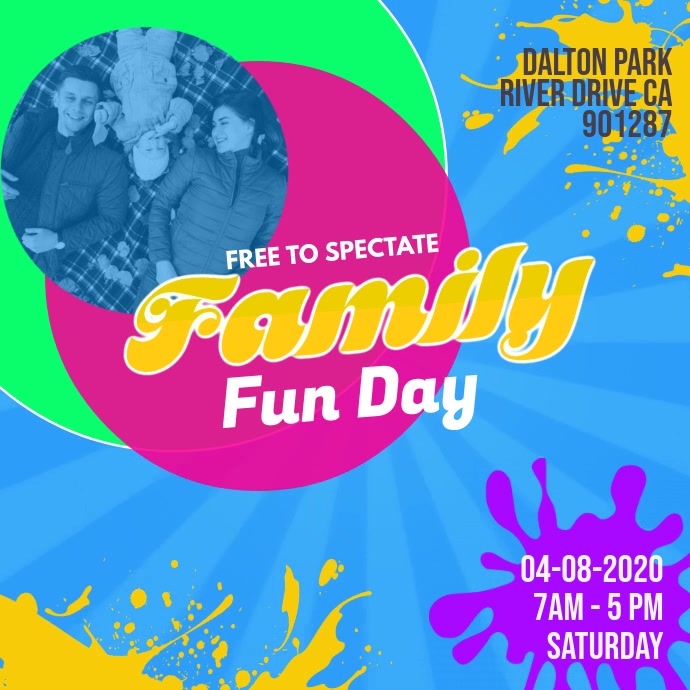 DALTON PARK
RIVER DRIVE CA
901287
FREE TO SPECTATE
Family
Fun Day
04-08-2020
7AM - 5 PM
SATURDAY